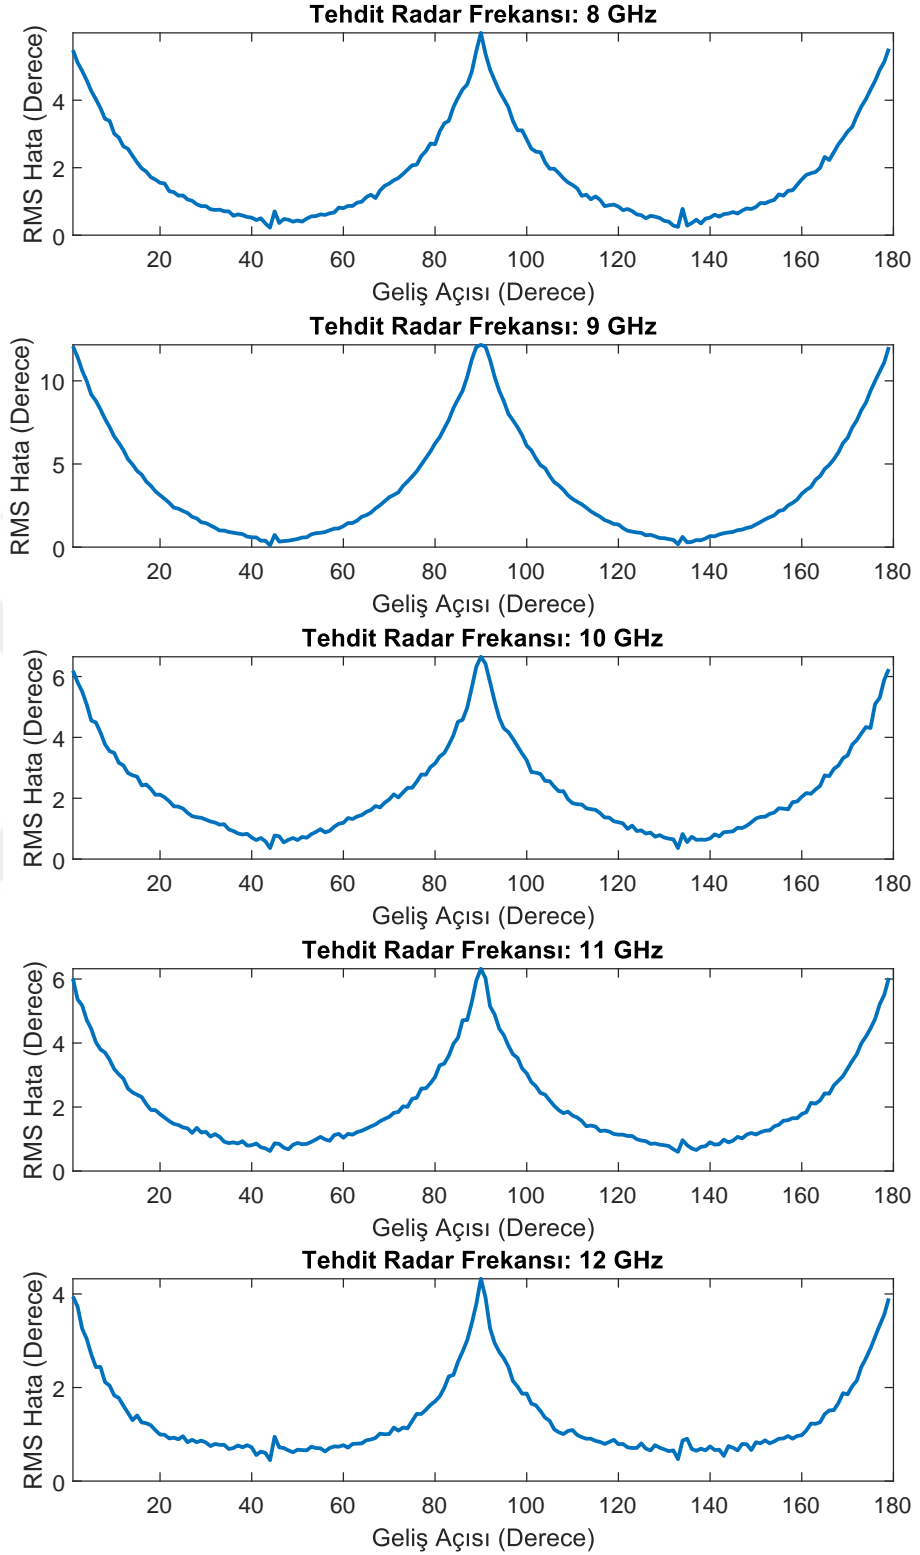 Tehdit Radar Frekansı: 8 GHz
RMS Hata (Derece)
4
2
0
20 40 60 80 100 120 140 160 180
Geliş Açısı (Derece)
Tehdit Radar Frekansı: 9 GHz
RMS Hata (Derece)
10
5
0
20 40 60 80 100 120 140 160 180
Geliş Açısı (Derece)
Tehdit Radar Frekansı: 10 GHz
RMS Hata (Derece)
6
4
2
0
20 40 60 80 100 120 140 160 180
Geliş Açısı (Derece)
Tehdit Radar Frekansı: 11 GHz
RMS Hata (Derece)
6
4
2
0
20 40 60 80 100 120 140 160 180
Geliş Açısı (Derece)
Tehdit Radar Frekansı: 12 GHz
RMS Hata (Derece)
4
2
0
20 40 60 80 100 120 140 160 180
Geliş Açısı (Derece)